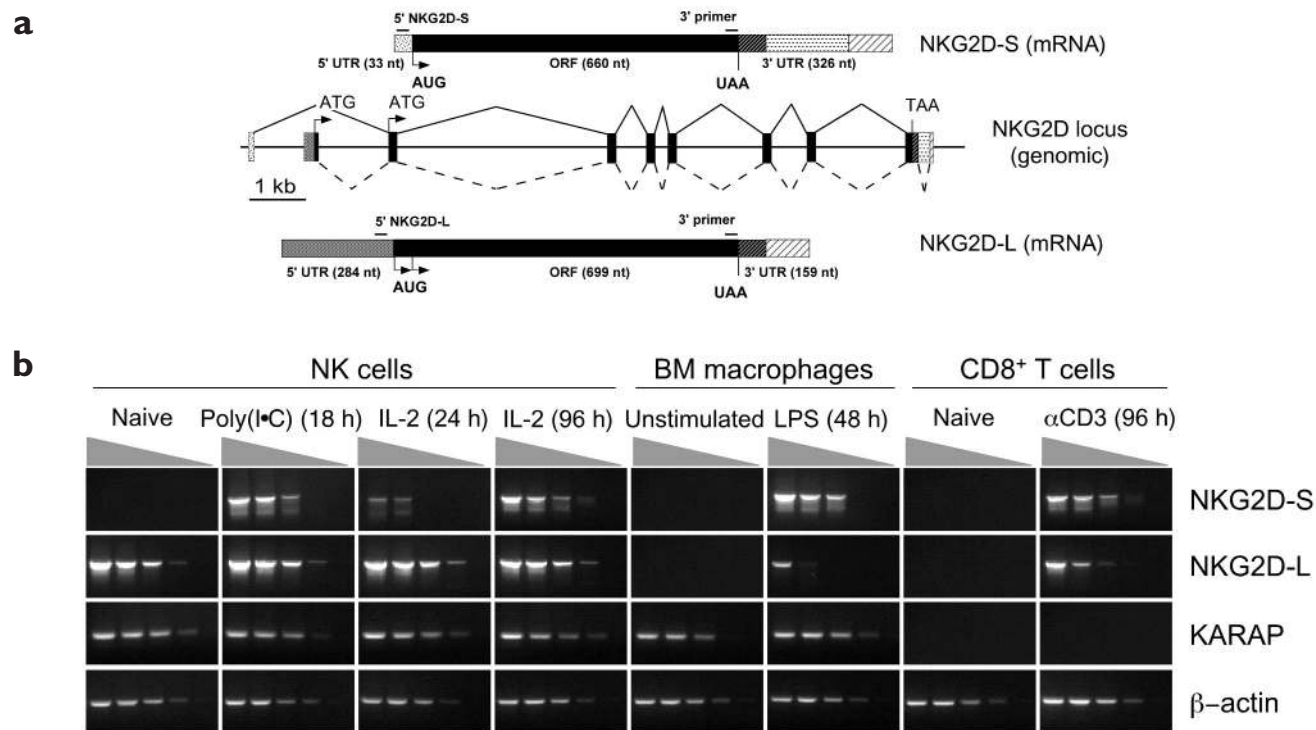 a
5' NKG2D-S 3' primer
NKG2D-S (mRNA)
5' UTR (33 nt) ORF (660 nt) 3' UTR (326 nt)
AUG UAA
ATG ATG TAA
NKG2D locus
(genomic)
1 kb
5' NKG2D-L 3' primer
NKG2D-L (mRNA)
5' UTR (284 nt) ORF (699 nt) 3' UTR (159 nt)
AUG UAA
b
NK cells BM macrophages CD8+ T cells
Naive Poly(I•C) (18 h) IL-2 (24 h) IL-2 (96 h) Unstimulated LPS (48 h) Naive αCD3 (96 h)
NKG2D-S
NKG2D-L
KARAP
β–actin